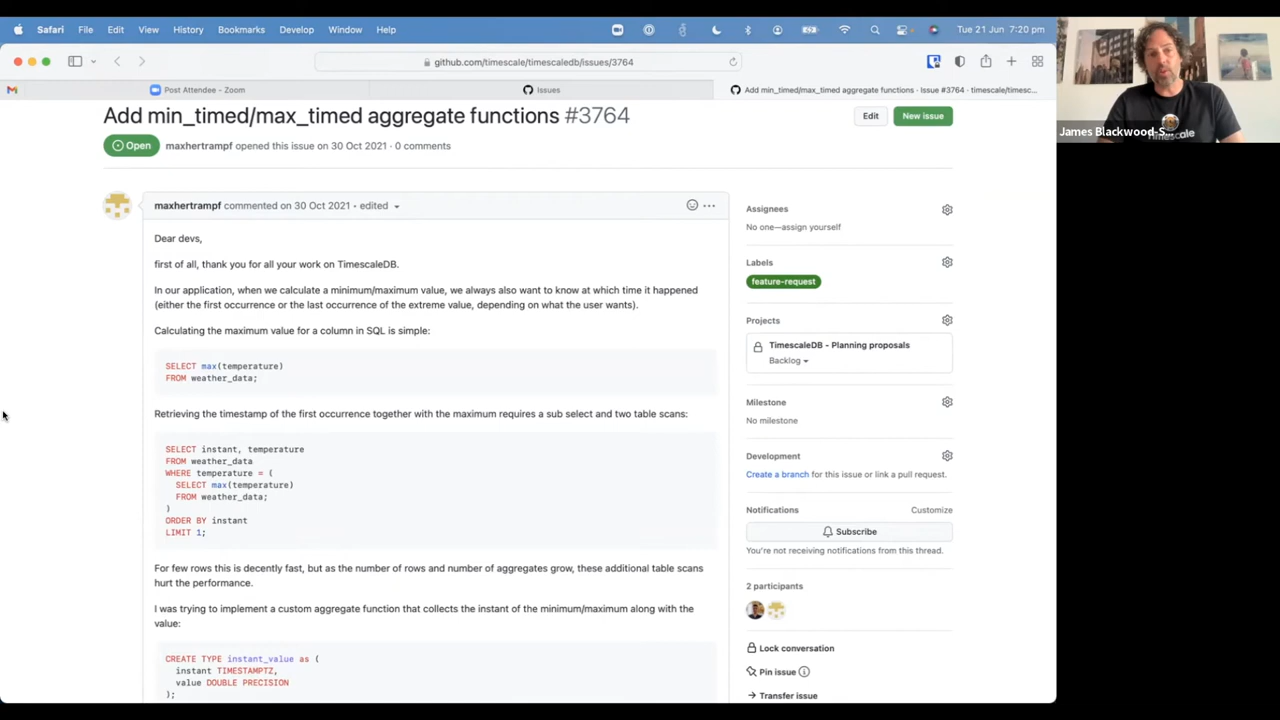 Safari File Edit View History Bookmarks Develop Window Help
Tue 21 Jun 7:20 pm
github.com/timescale/timescaledb/issues/3764
Post Attendee - Zoom
Issues
Add min_timed/max_timed aggregate functions · Issue #3764 · timescale/timesc...
Add min_timed/max_timed aggregate functions #3764
Edit
New issue
Open
maxhertrampf opened this issue on 30 Oct 2021 · 0 comments
maxhertrampf commented on 30 Oct 2021 • edited
Dear devs,
first of all, thank you for all your work on TimescaleDB.
In our application, when we calculate a minimum/maximum value, we always also want to know at which time it happened
(either the first occurrence or the last occurrence of the extreme value, depending on what the user wants).
Calculating the maximum value for a column in SQL is simple:
SELECT max(temperature)
FROM weather_data;
Retrieving the timestamp of the first occurrence together with the maximum requires a sub select and two table scans:
SELECT instant, temperature
FROM weather_data
WHERE temperature = (
SELECT max(temperature)
FROM weather_data;
)
ORDER BY instant
LIMIT 1;
For few rows this is decently fast, but as the number of rows and number of aggregates grow, these additional table scans
hurt the performance.
I was trying to implement a custom aggregate function that collects the instant of the minimum/maximum along with the
value:
CREATE TYPE instant_value as (
instant TIMESTAMPTZ,
value DOUBLE PRECISION
);
Assignees
No one—assign yourself
Labels
feature-request
Projects
TimescaleDB - Planning proposals
Backlog
Milestone
No milestone
Development
Create a branch for this issue or link a pull request.
Notifications
Customize
Subscribe
You're not receiving notifications from this thread.
2 participants
Lock conversation
Pin issue
Transfer issue
James Blackwood-S...
Timescale